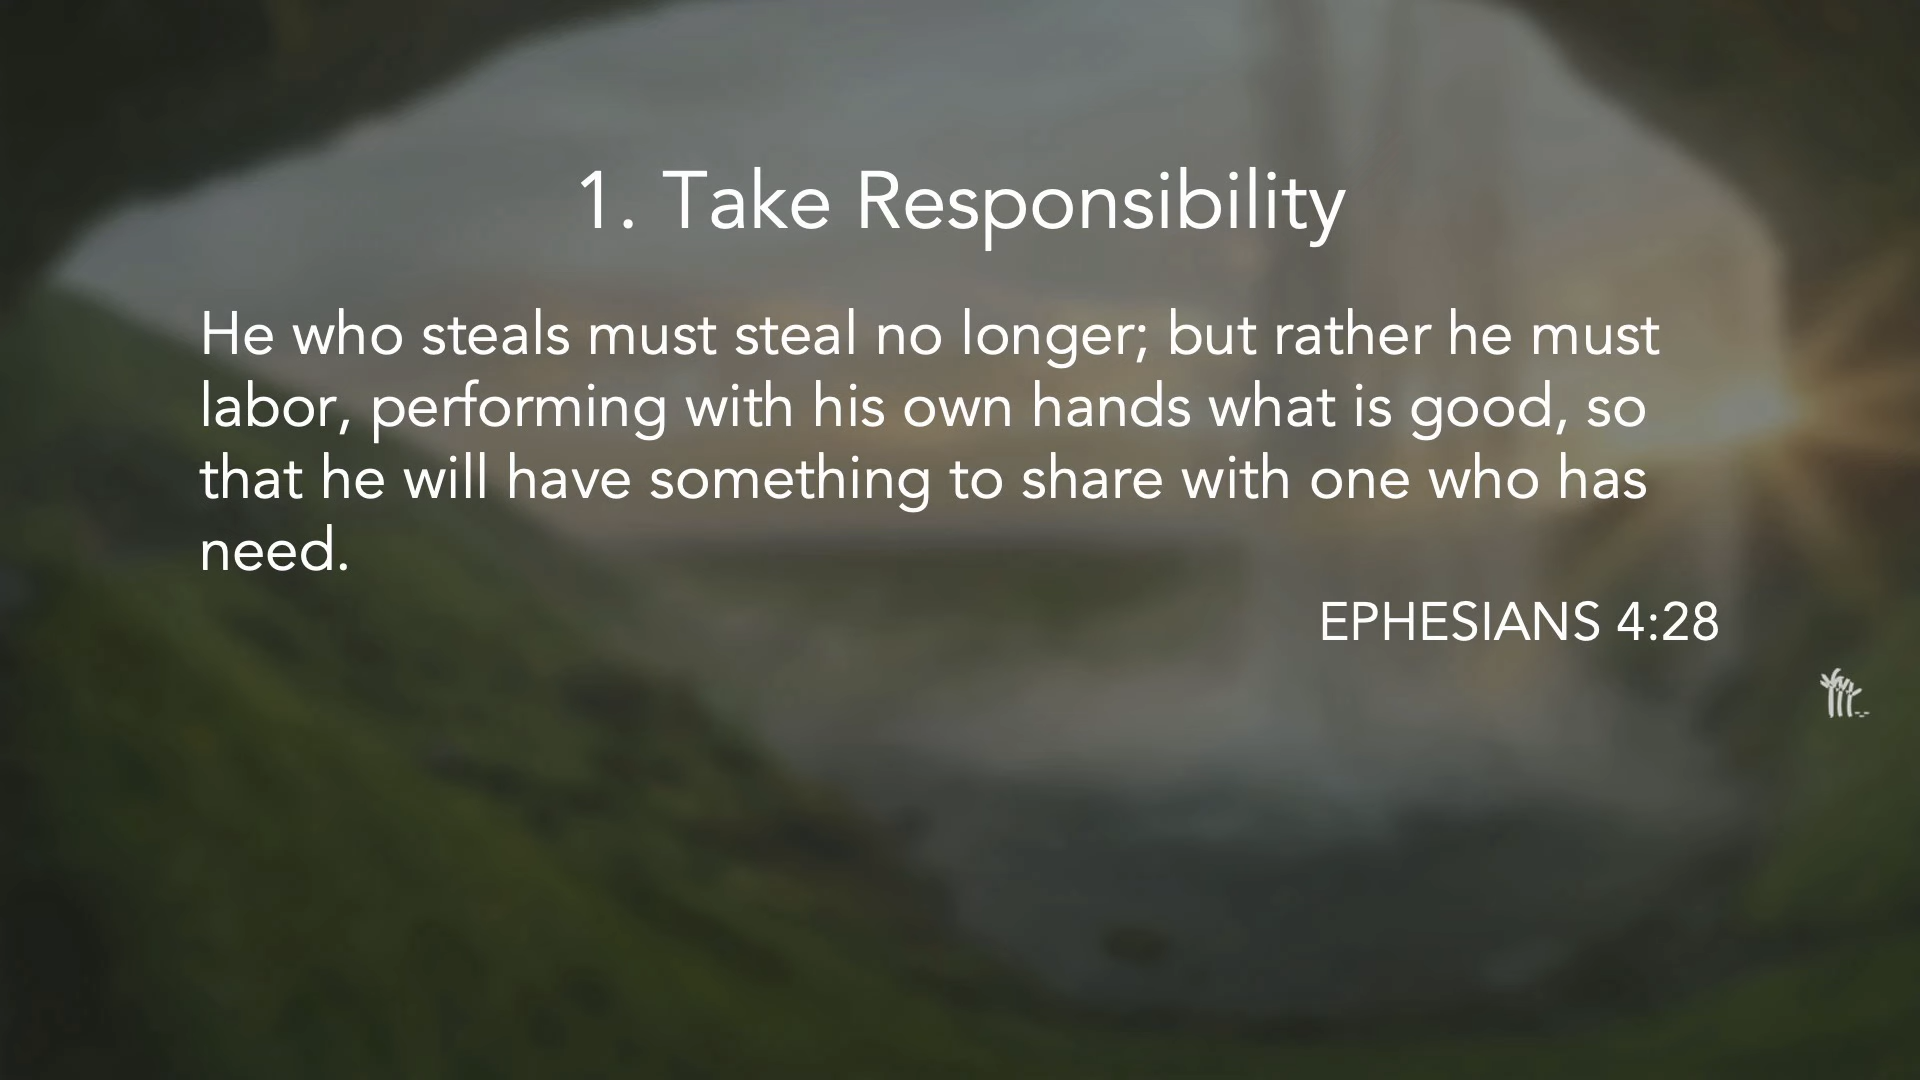 1. Take Responsibility
He who steals must steal no longer; but rather he must
labor, performing with his own hands what is good, so
that he will have something to share with one who has
need.
EPHESIANS 4:28